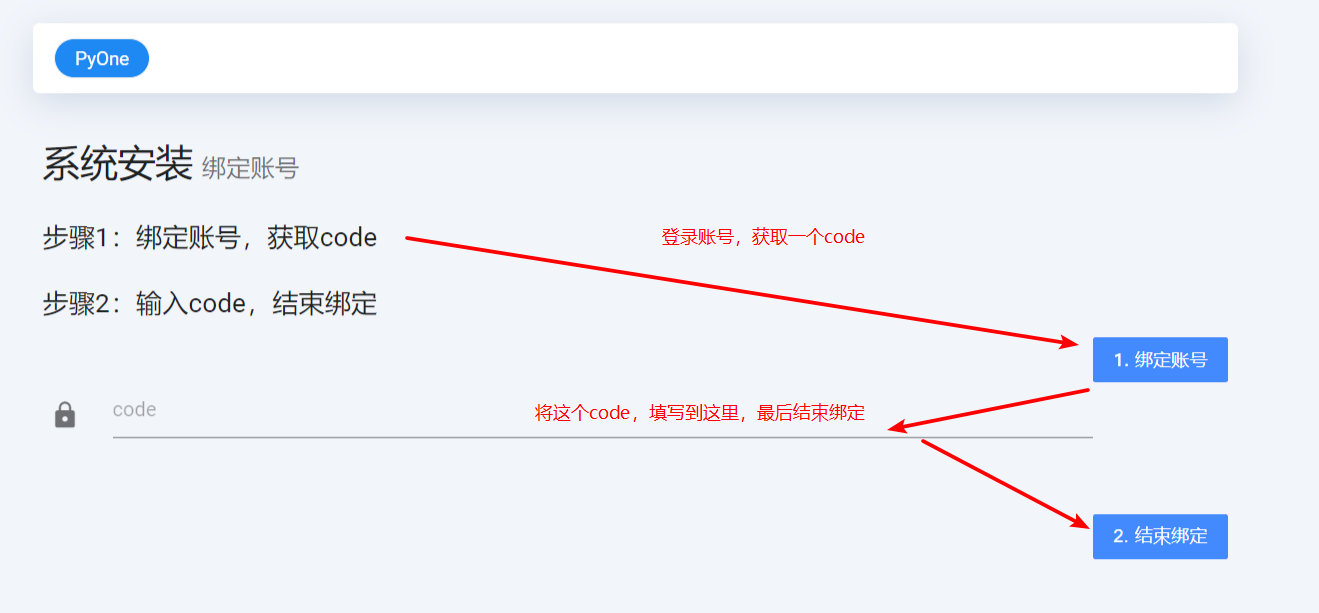 PyOne
系统安装 绑定账号
步骤1：绑定账号，获取code
登录账号，获取一个code
步骤2：输入code，结束绑定
1. 绑定账号
code
将这个code，填写到这里，最后结束绑定
2. 结束绑定